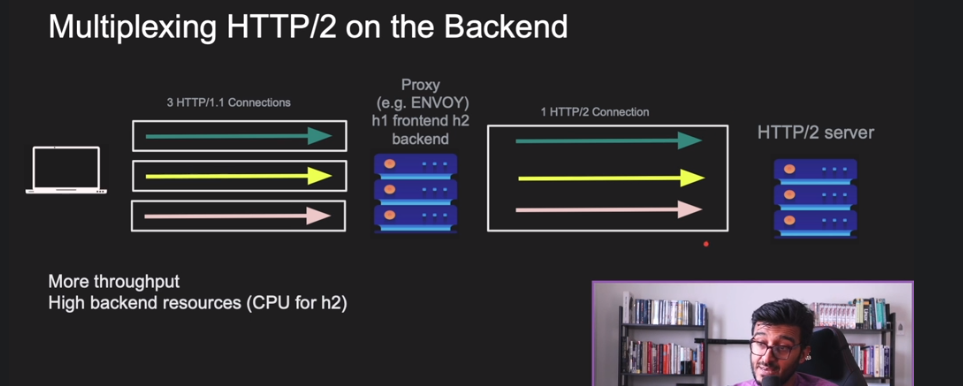 Multiplexing HTTP/2 on the Backend
3 HTTP/1.1 Connections
Proxy
(e.g. ENVOY)
h1 frontend h2
backend
1 HTTP/2 Connection
HTTP/2 server
More throughput
High backend resources (CPU for h2)